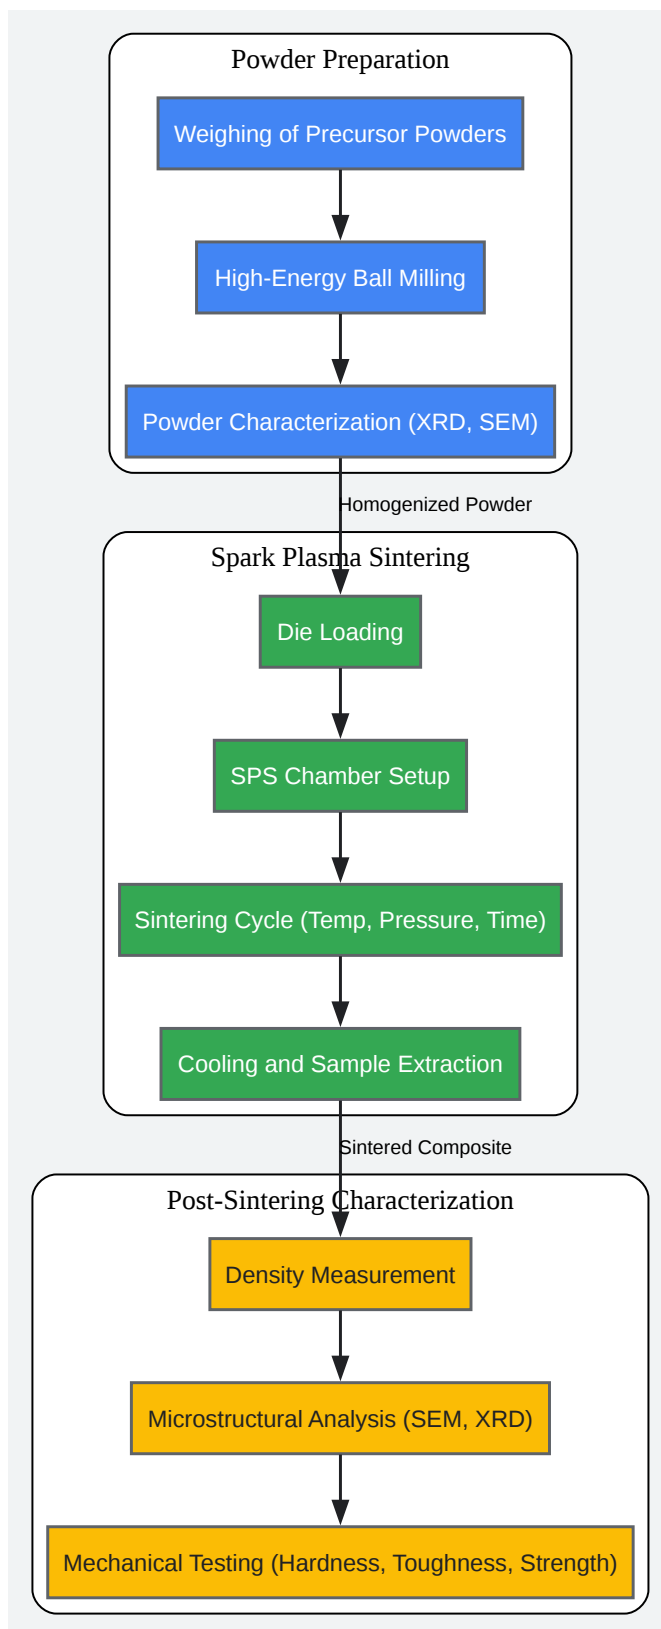 Powder Preparation
Weighing of Precursor Powders
High-Energy Ball Milling
Powder Characterization (XRD, SEM)
Homogenized Powder
Spark Plasma Sintering
Die Loading
SPS Chamber Setup
Sintering Cycle (Temp, Pressure, Time)
Cooling and Sample Extraction
Sintered Composite
Post-Sintering Characterization
Density Measurement
Microstructural Analysis (SEM, XRD)
Mechanical Testing (Hardness, Toughness, Strength)